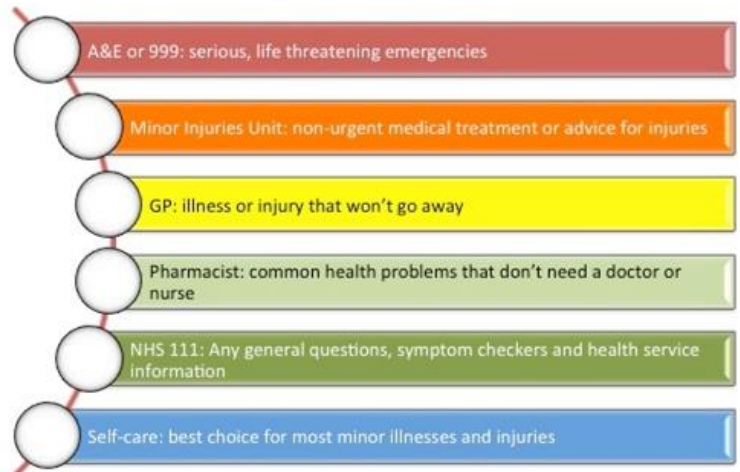 A&E or 999: serious, life threatening emergencies
Minor Injuries Unit: non-urgent medical treatment or advice for injuries
GP: illness or injury that won’t go away
Pharmacist: common health problems that don’t need a doctor or
nurse
NHS 111: Any general questions, symptom checkers and health service
information
Self-care: best choice for most minor illnesses and injuries